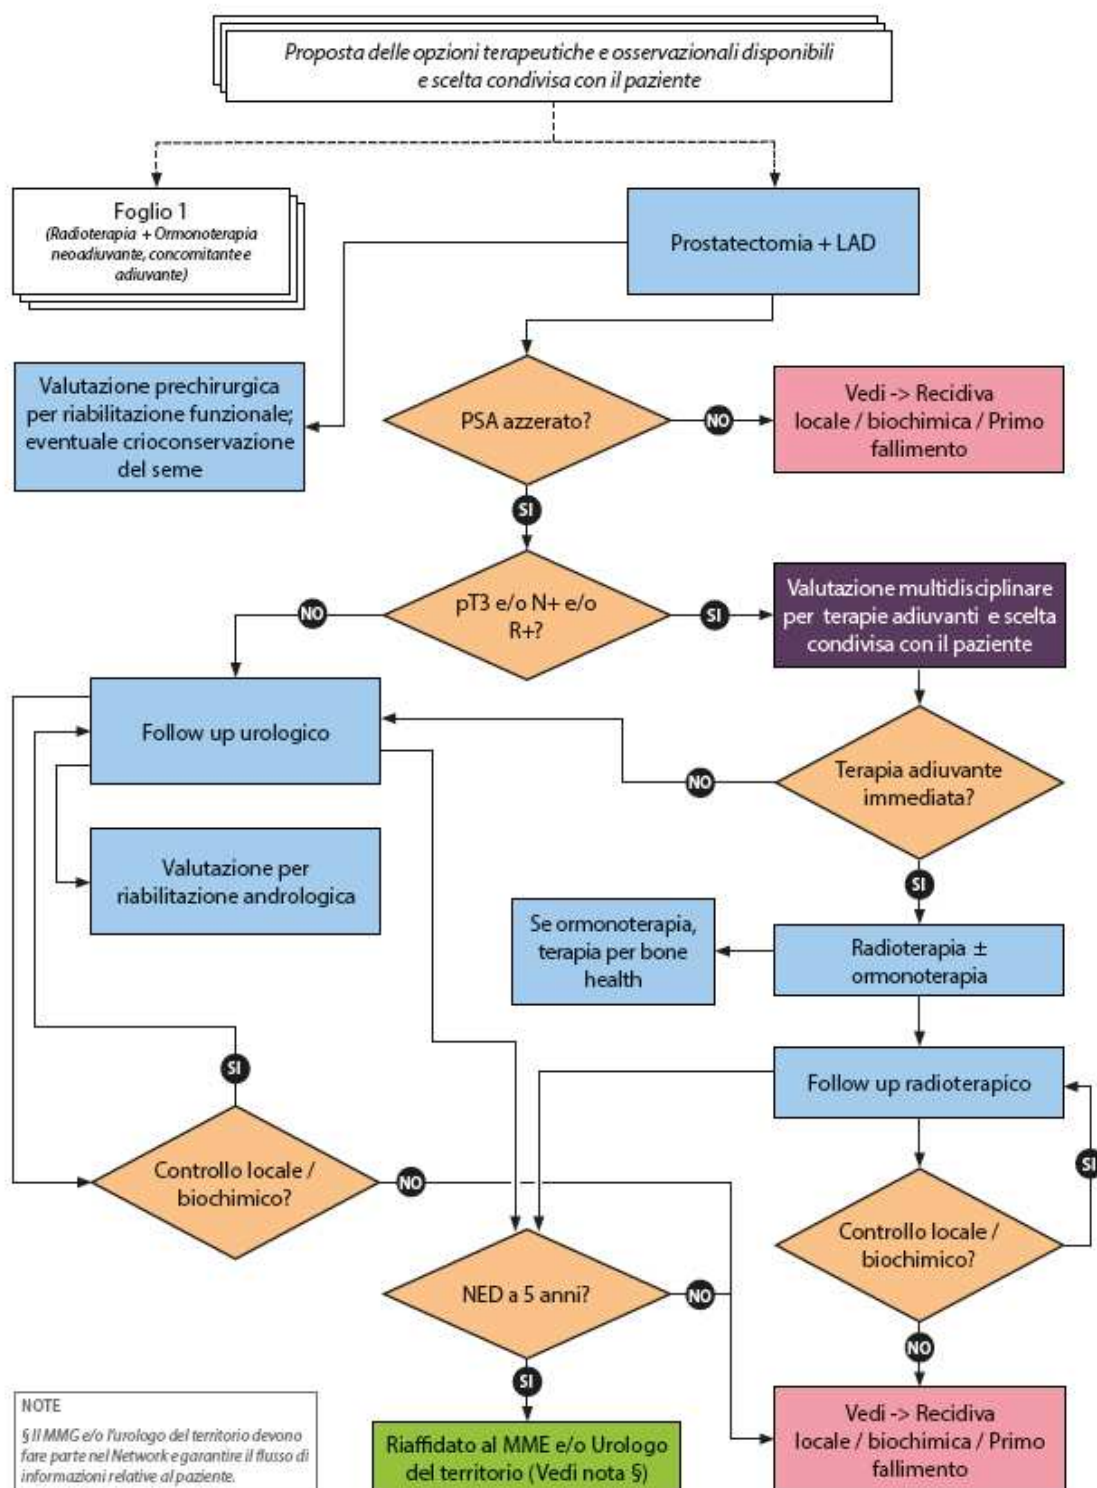 Proposta delle opzioni terapeutiche e osservazionali disponibili
e scelta condivisa con il paziente
Foglio 1
(Radioterapia + Ormonoterapia
neoadiuvante, concomitante e
adiuvante)
Prostatectomia + LAD
Valutazione prechirurgica
per riabilitazione funzionale;
eventuale crioconservazione
del seme
PSA azzerato?
NO
Vedi -> Recidiva
locale / biochimica / Primo
fallimento
SI
pT3 e/o N+ e/o
R+?
NO
SI
Valutazione multidisciplinare
per terapie adiuvanti e scelta
condivisa con il paziente
Follow up urologico
Terapia adiuvante
immediata?
NO
SI
Valutazione per
riabilitazione andrologica
Se ormonoterapia,
terapia per bone
health
Radioterapia ±
ormonoterapia
Follow up radioterapico
SI
Controllo locale /
biochimico?
NO
Controllo locale /
biochimico?
SI
NED a 5 anni?
NO
NO
SI
NOTE
§ Il MMG e/o l'urologo del territorio devono
fare parte nel Network e garantire il flusso di
informazioni relative al paziente.
Riaffidato al MME e/o Urologo
del territorio (Vedi nota §)
Vedi -> Recidiva
locale / biochimica / Primo
fallimento